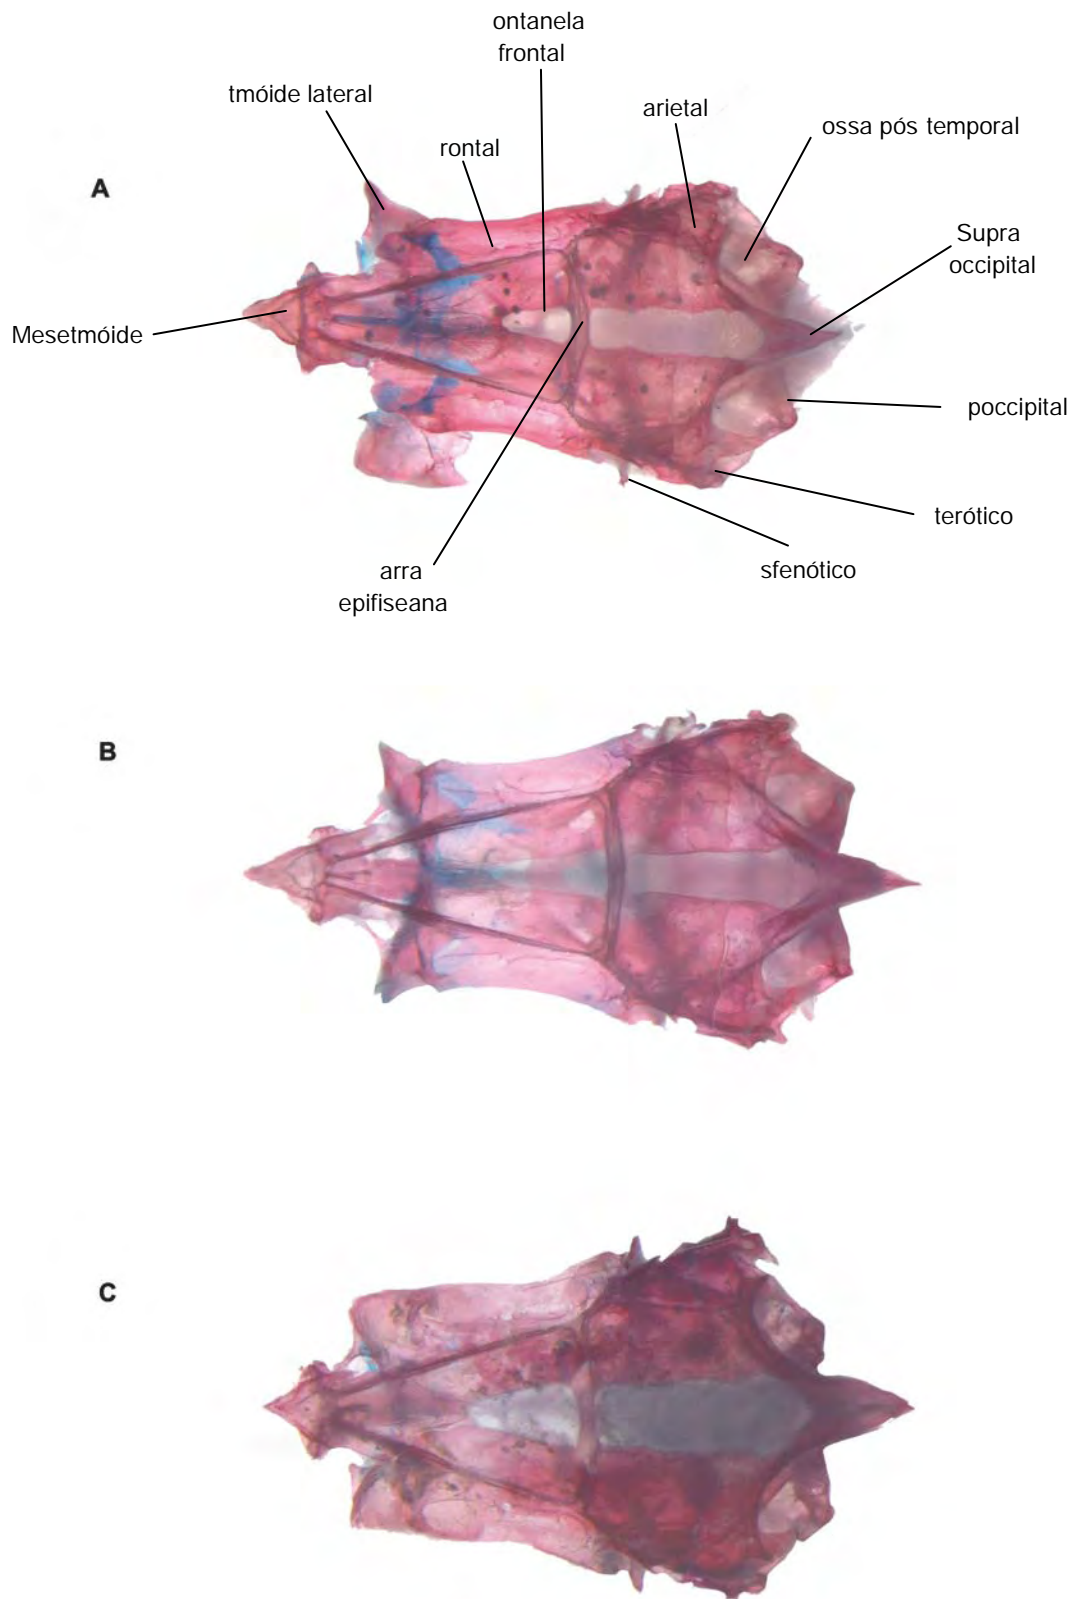 ontanela
frontal
tmóide lateral
arietal
ossa pós temporal
rontal
A
Supra
occipital
Mesetmóide
poccipital
terótico
sfenótico
arra
epifiseana
B
C